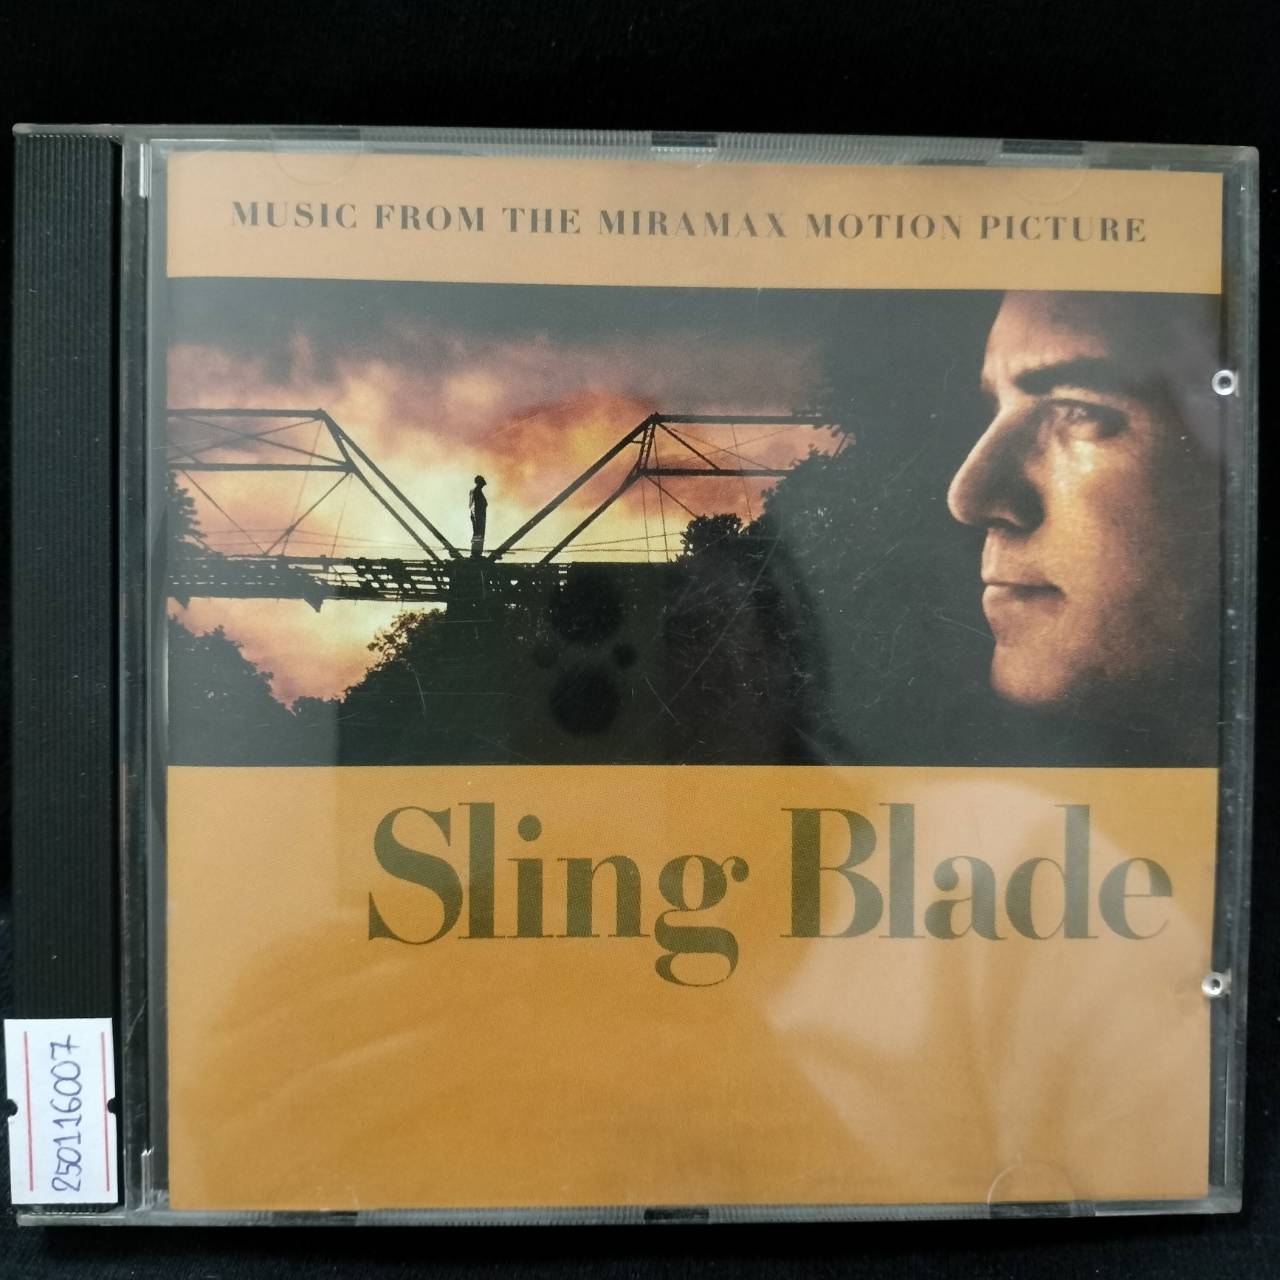 MUSIC FROM THE MIRAMAX MOTION PICTURE
Sling Blade
250116007